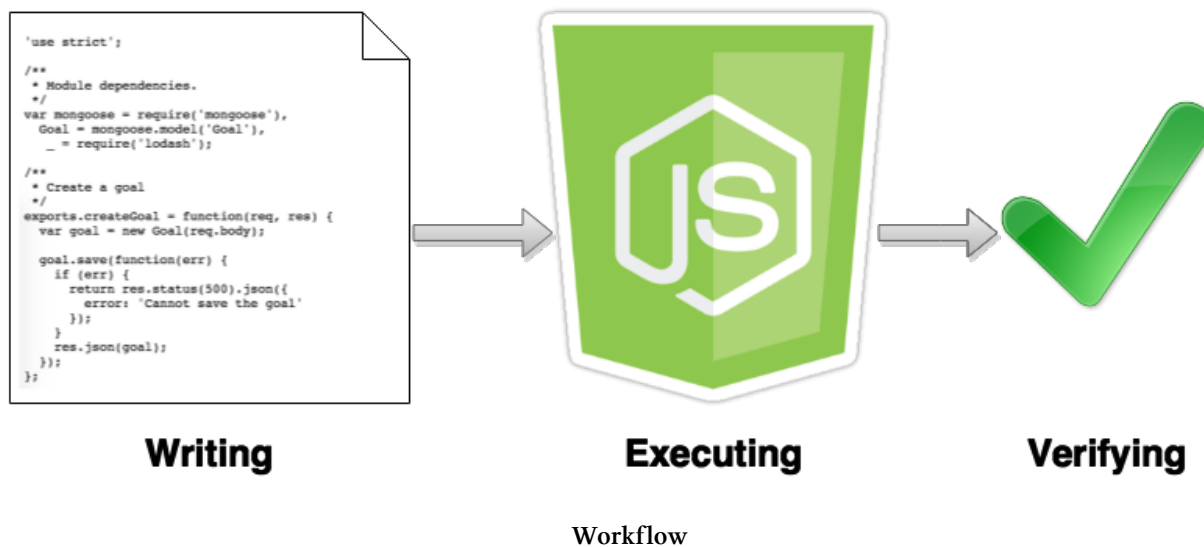 'use strict';
/**
 * Module dependencies.
 */
var mongoose = require('mongoose'),
  Goal = mongoose.model('Goal'),
  _ = require('lodash');
/**
 * Create a goal
 */
exports.createGoal = function(req, res) {
  var goal = new Goal(req.body);
  goal.save(function(err) {
    if (err) {
      return res.status(500).json({
        error: 'Cannot save the goal'
      });
    }
    res.json(goal);
  });
};
JS
Writing
Executing
Verifying
Workflow